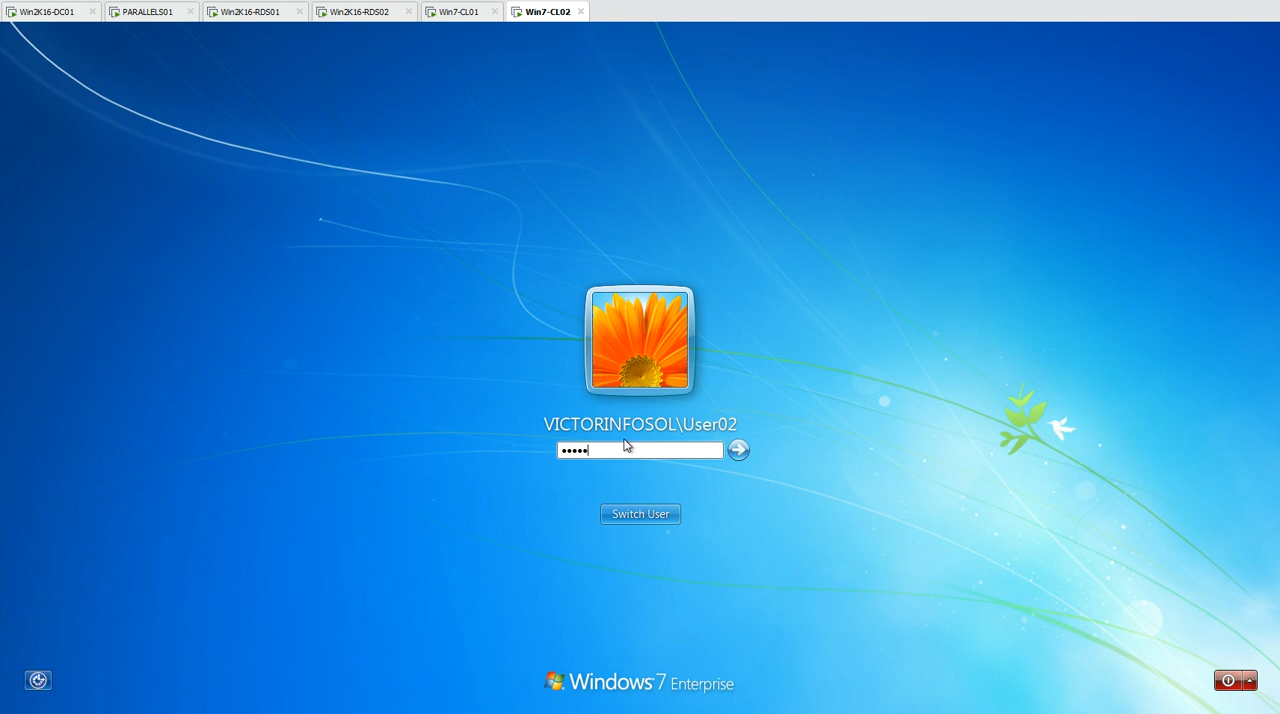 Win2K16-DC01
PARALLELS01
Win2K16-RDS01
Win2K16-RDS02
Win7-CL01
Win7-CL02
VICTORINFOSOL\User02
•••••
Switch User
Windows 7 Enterprise